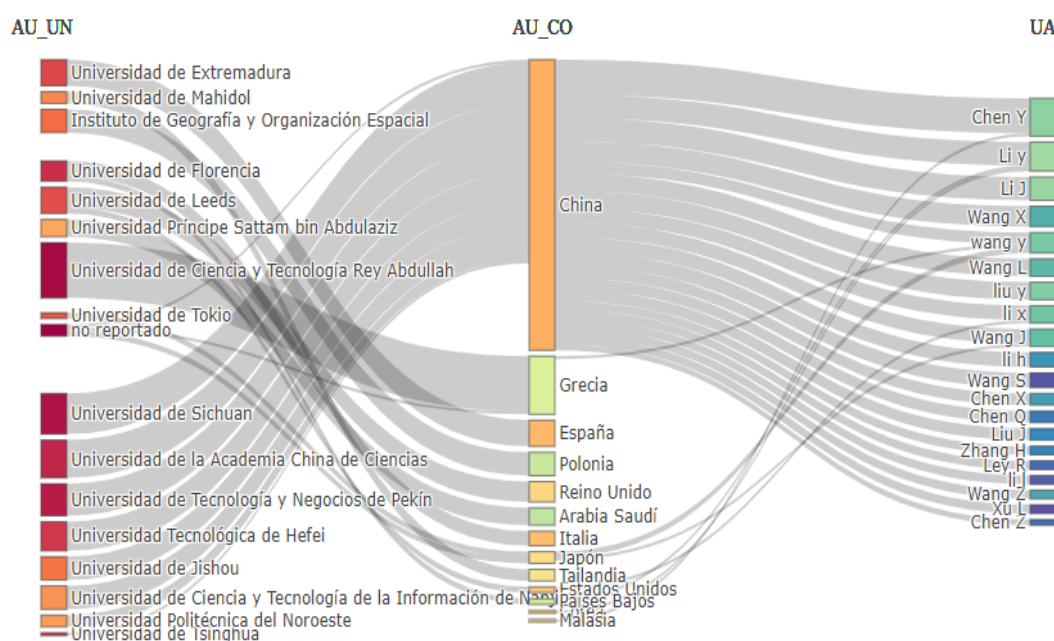 AU_UN
AU_CO
UA
Universidad de Extremadura
Universidad de Mahidol
Instituto de Geografía y Organización Espacial
Universidad de Florencia
Universidad de Leeds
Universidad Príncipe Sattam bin Abdulaziz
Universidad de Ciencia y Tecnología Rey Abdullah
Universidad de Tokio
no reportado
Universidad de Sichuan
Universidad de la Academia China de Ciencias
Universidad de Tecnología y Negocios de Pekín
Universidad Tecnológica de Hefei
Universidad de Jishou
Universidad de Ciencia y Tecnología de la Información de
Universidad Politécnica del Noroeste
Universidad de Tsinghua
China
Grecia
España
Polonia
Reino Unido
Arabia Saudí
Italia
Japón
Tailandia
Estados Unidos
Países Bajos
Malasia
Chen Y
Li y
Li J
Wang X
wang y
Wang L
liu y
li x
Wang J
li h
Wang S
Chen X
Chen Q
Liu J
Zhang H
Ley R
li j
Wang Z
Xu L
Chen Z